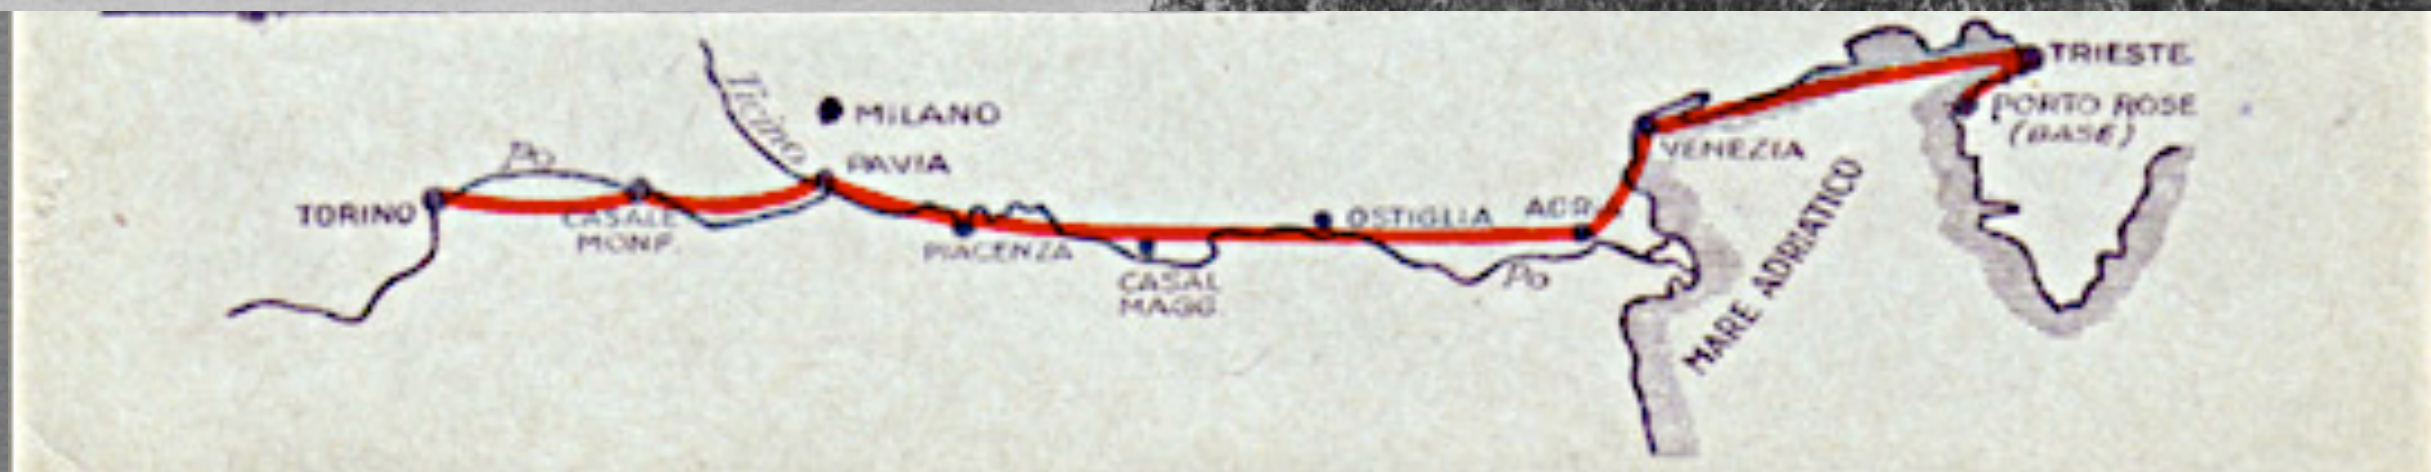 TRIESTE
Ticino
MILANO
PORTO ROSE
(BASE)
Po
PAVIA
VENEZIA
TORINO
CASALE
MONF.
OSTIGLIA
PIACENZA
CASAL
MAGG.
Po
MARE ADRIATICO